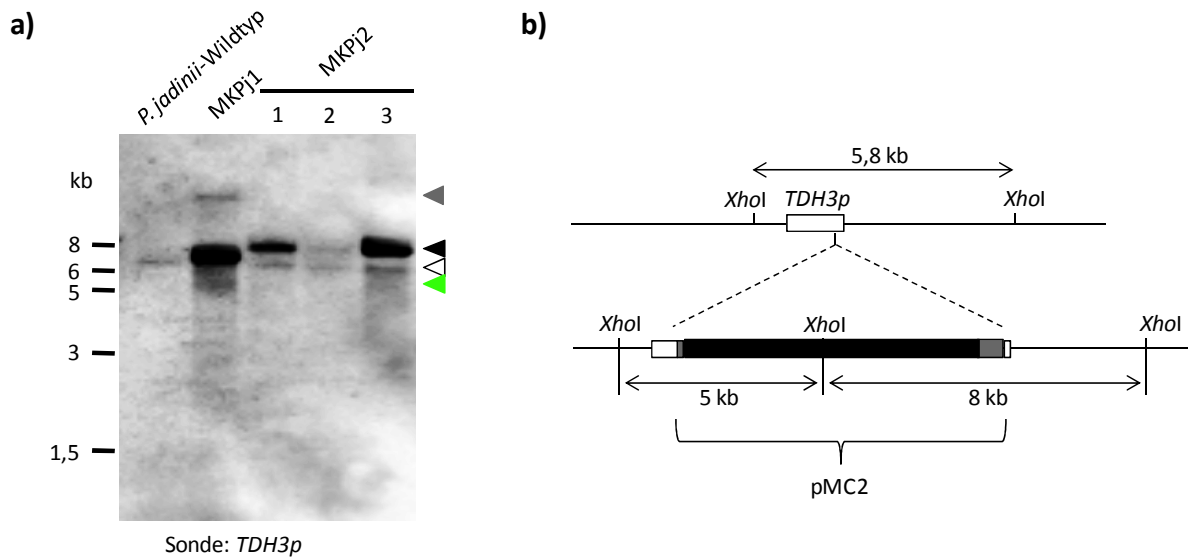 a)
P. jadinii-Wildtyp
MKPj1
MKPj2
1 2 3
kb
8
6
5
3
1,5
Sonde: TDH3p
b)
5,8 kb
XhoI TDH3p XhoI
XhoI XhoI XhoI
5 kb 8 kb
pMC2